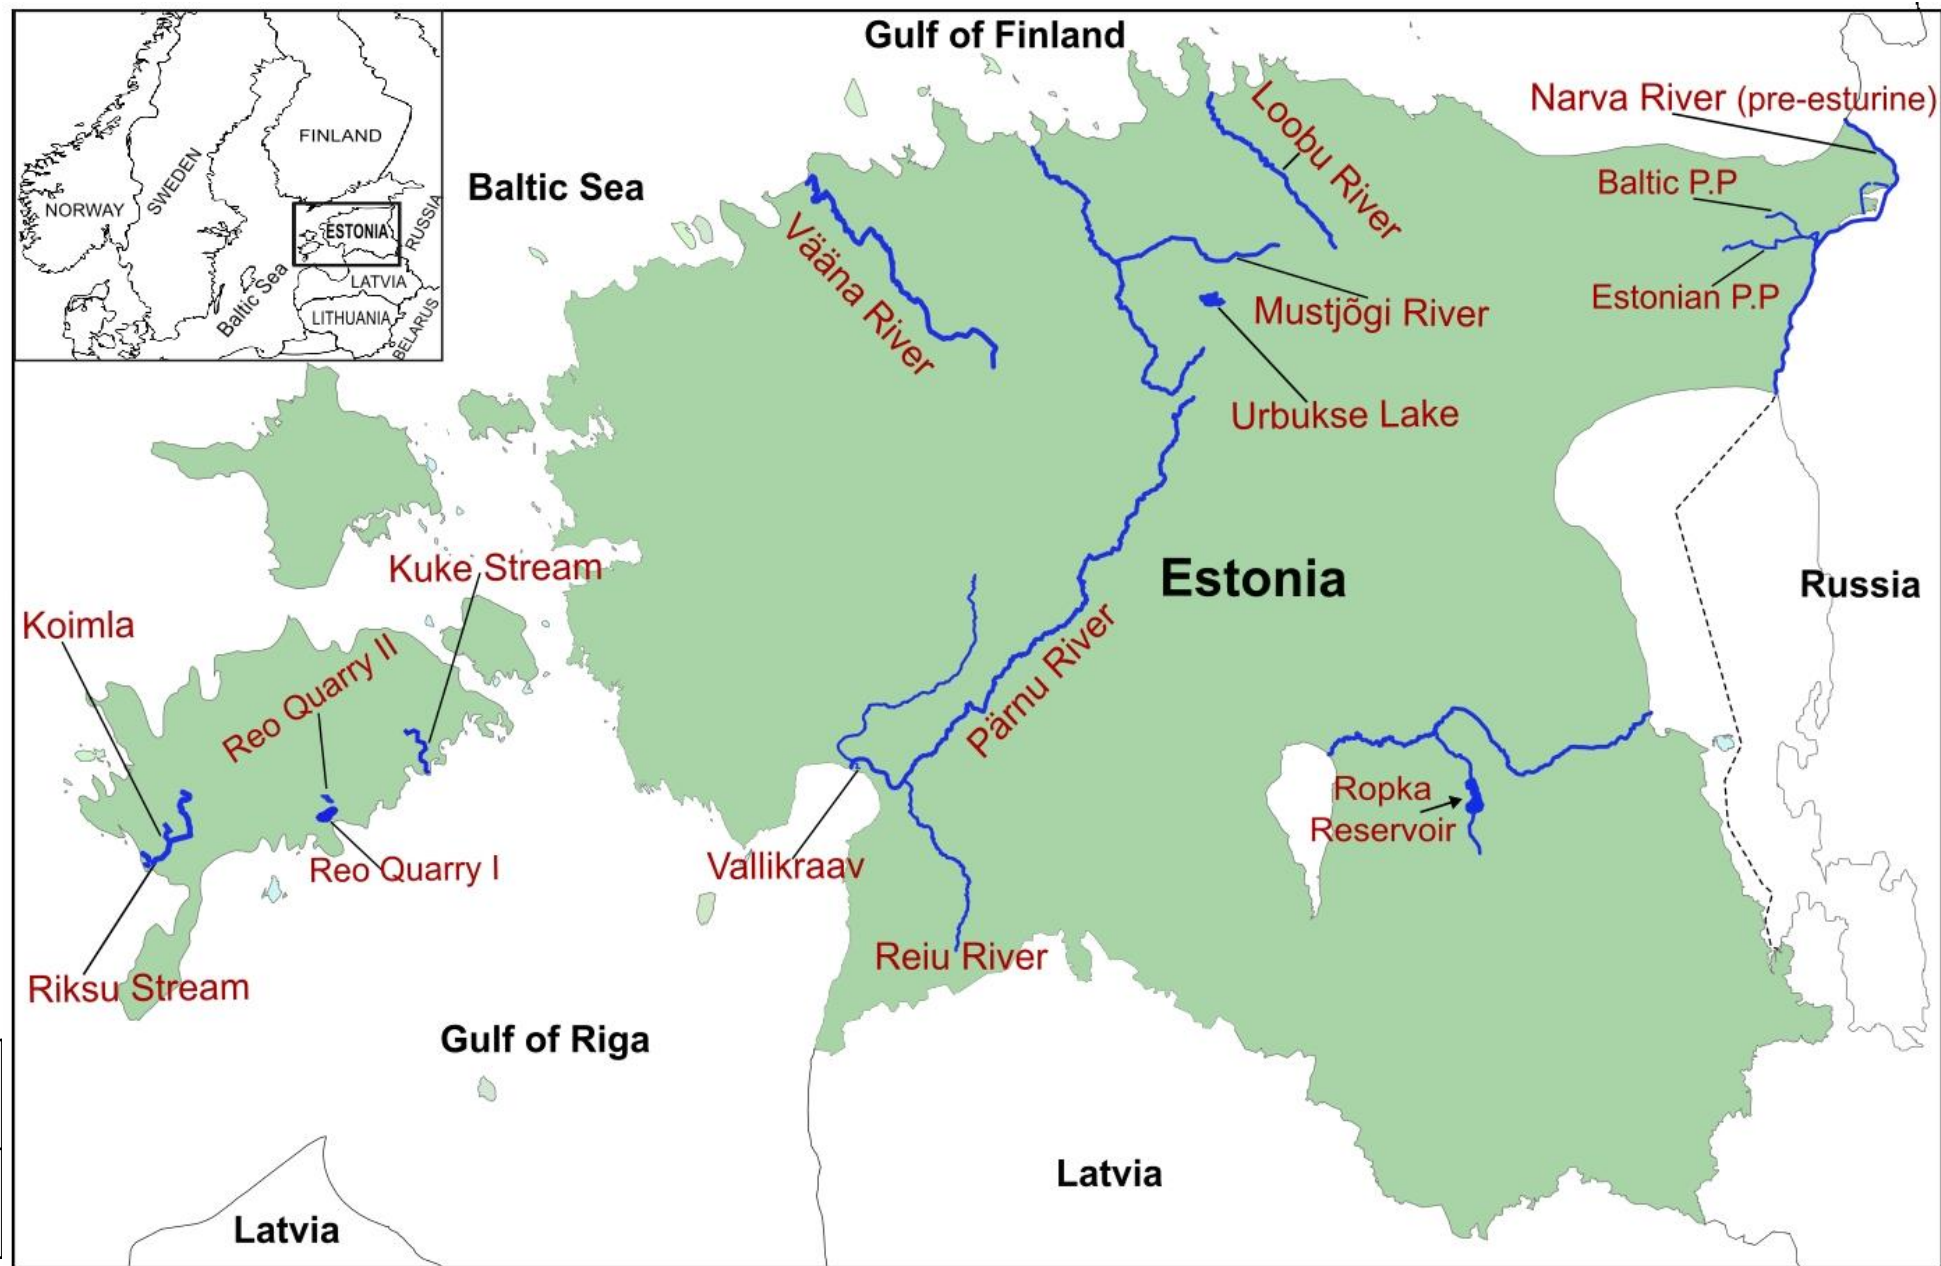 Gulf of Finland
Narva River (pre-esturine)
Loobu River
FINLAND
SWEDEN
NORWAY
Baltic Sea
RUSSIA
ESTONIA
Baltic Sea
LATVIA
LITHUANIA
BELARUS
Baltic P.P
Estonian P.P
Vääna River
Mustjõgi River
Urbukse Lake
Kuke Stream
Estonia
Russia
Koimla
Reo Quarry II
Pärnu River
Ropka
Reservoir
Reo Quarry I
Vallikraav
Reiu River
Riksu Stream
Gulf of Riga
Latvia
Latvia